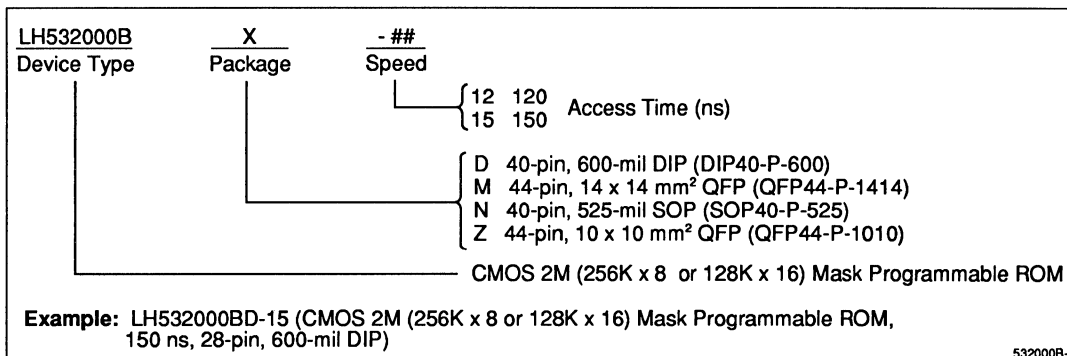 LH532000B X - ##
Device Type Package Speed
12 120
15 150
Access Time (ns)
D 40-pin, 600-mil DIP (DIP40-P-600)
M 44-pin, 14 x 14 mm² QFP (QFP44-P-1414)
N 40-pin, 525-mil SOP (SOP40-P-525)
Z 44-pin, 10 x 10 mm² QFP (QFP44-P-1010)
CMOS 2M (256K x 8 or 128K x 16) Mask Programmable ROM
Example: LH532000BD-15 (CMOS 2M (256K x 8 or 128K x 16) Mask Programmable ROM,
150 ns, 28-pin, 600-mil DIP)
532000B-